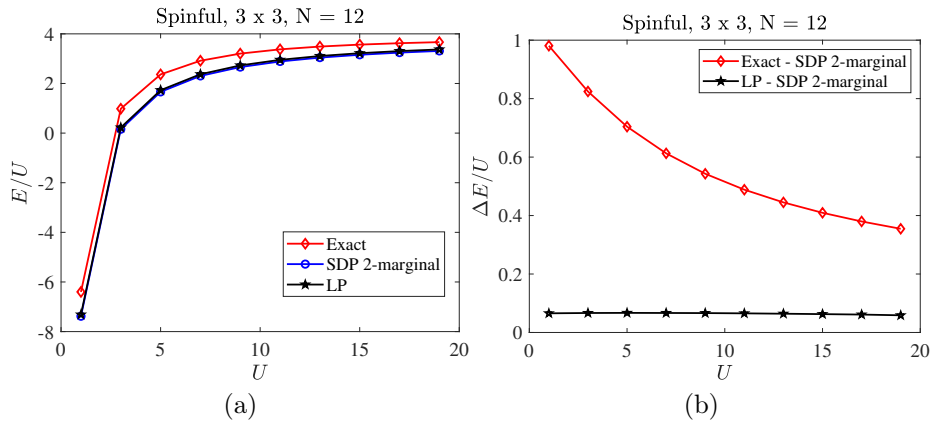 Spinful, 3 x 3, N = 12
4
2
0
-2
-4
-6
-8
E/U
0
5
10
15
20
U
Exact
SDP 2-marginal
LP
(a)
Spinful, 3 x 3, N = 12
1
0.8
0.6
0.4
0.2
0
ΔE/U
0
5
10
15
20
U
Exact - SDP 2-marginal
LP - SDP 2-marginal
(b)